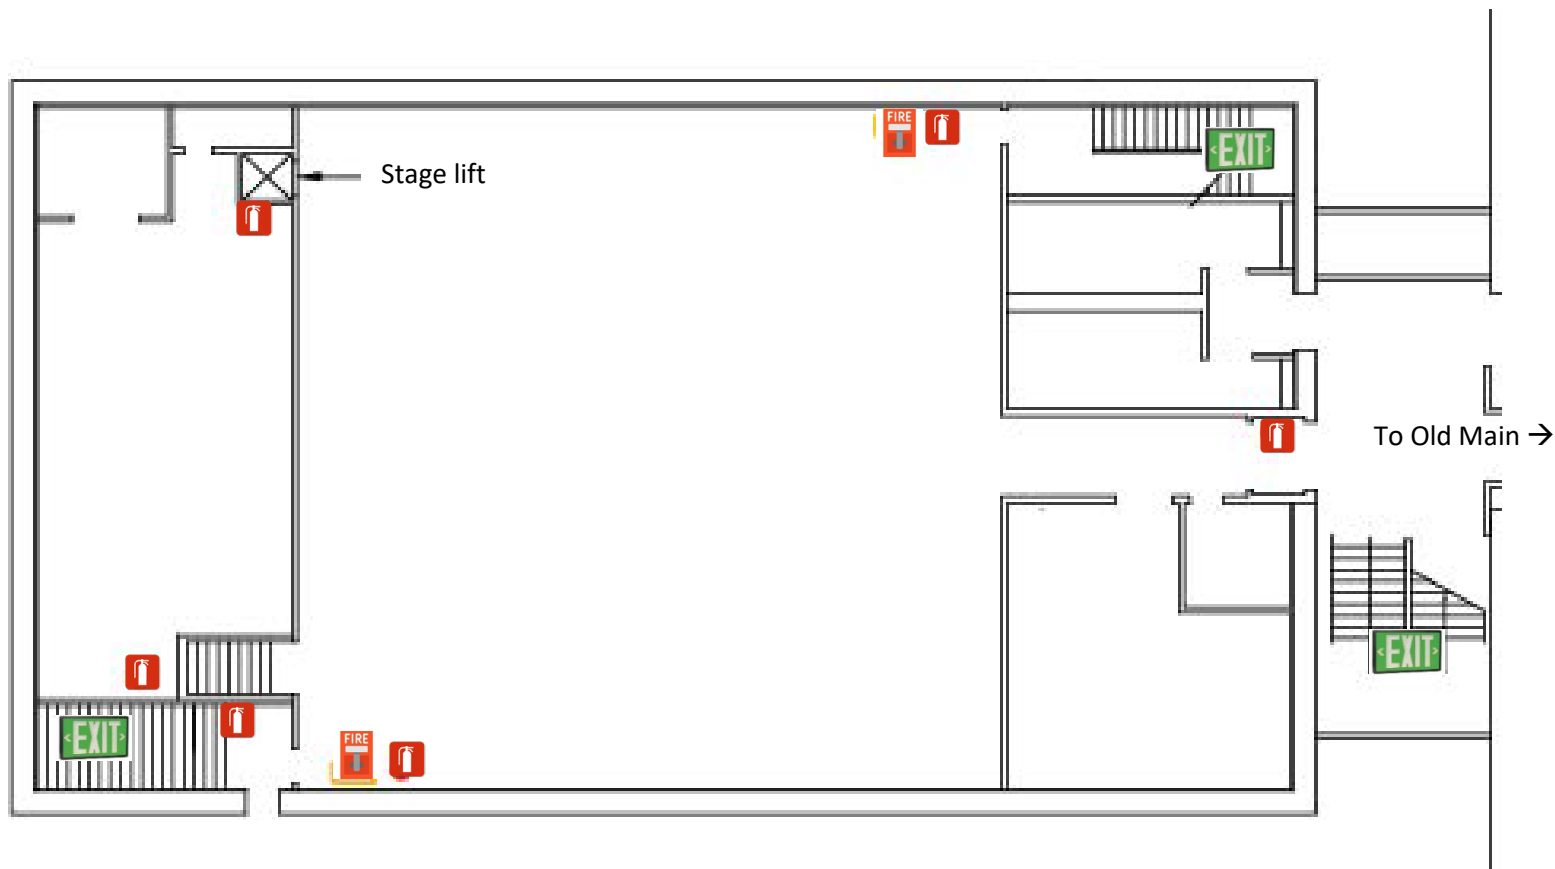 FIRE
<EXIT>
Stage lift
To Old Main →
<EXIT>
<EXIT>
FIRE